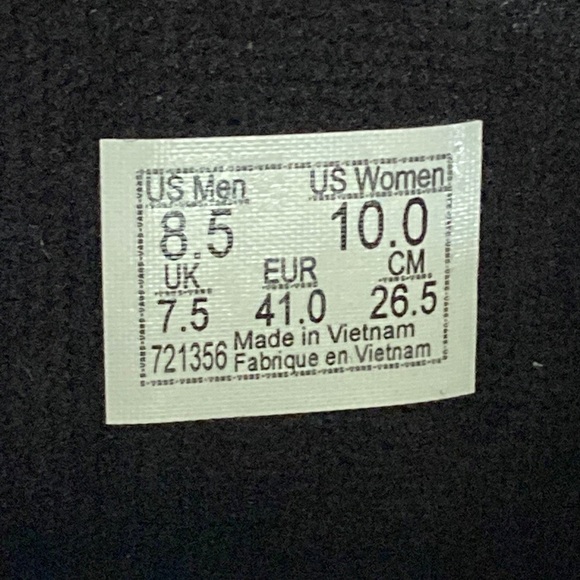 US Men US Women
8.5 10.0
UK EUR CM
7.5 41.0 26.5
721356 Made in Vietnam
Fabrique en Vietnam